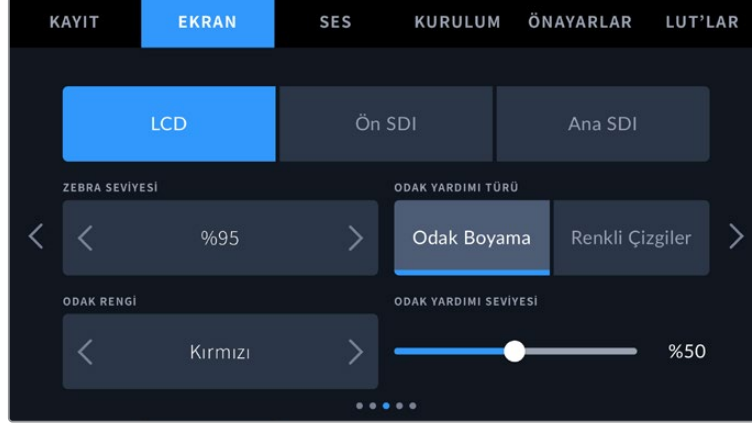 KAYIT EKRAN SES KURULUM ÖNAYARLAR LUT’LAR
LCD Ön SDI Ana SDI
ZEBRA SEVİYESİ ODAK YARDIMI TÜRÜ
%95 Odak Boyama Renkli Çizgiler
ODAK RENGİ ODAK YARDIMI SEVİYESİ
Kırmızı %50